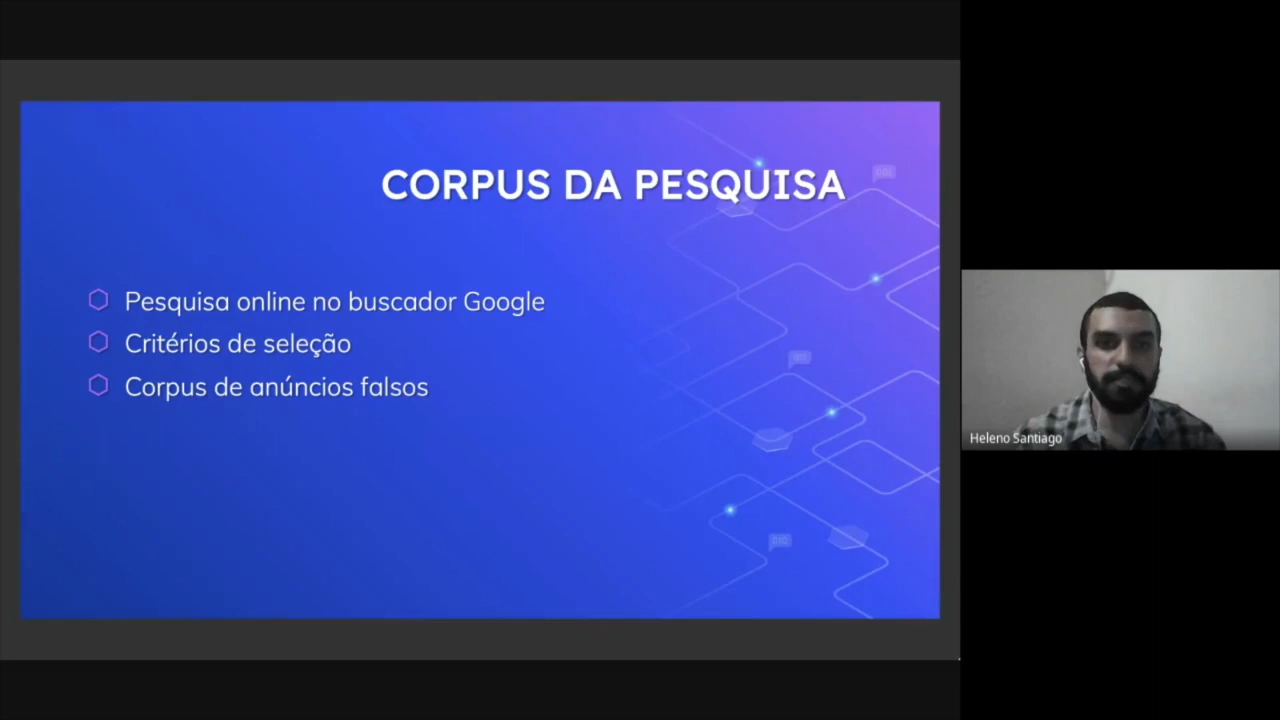 CORPUS DA PESQUISA
Pesquisa online no buscador Google
Critérios de seleção
Corpus de anúncios falsos
Heleno Santiago